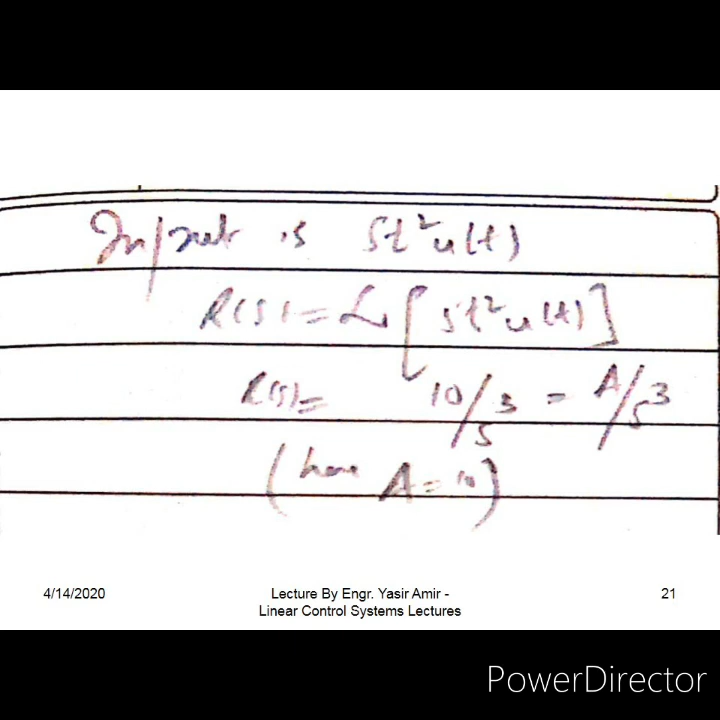 Input is 5t²u(t)
R(s) = L[5t²u(t)]
R(s) = 10/s³ = A/s³
(here A = 10)
4/14/2020
Lecture By Engr. Yasir Amir -
Linear Control Systems Lectures
21
PowerDirector